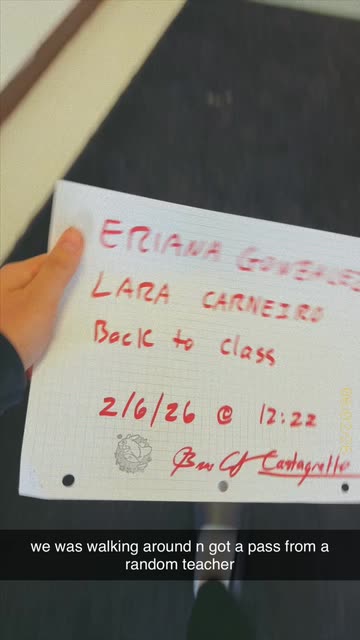 ERIANA GONZALEZ
LARA CARNEIRO
Back to class
2/6/26 @ 12:22
we was walking around n got a pass from a
random teacher